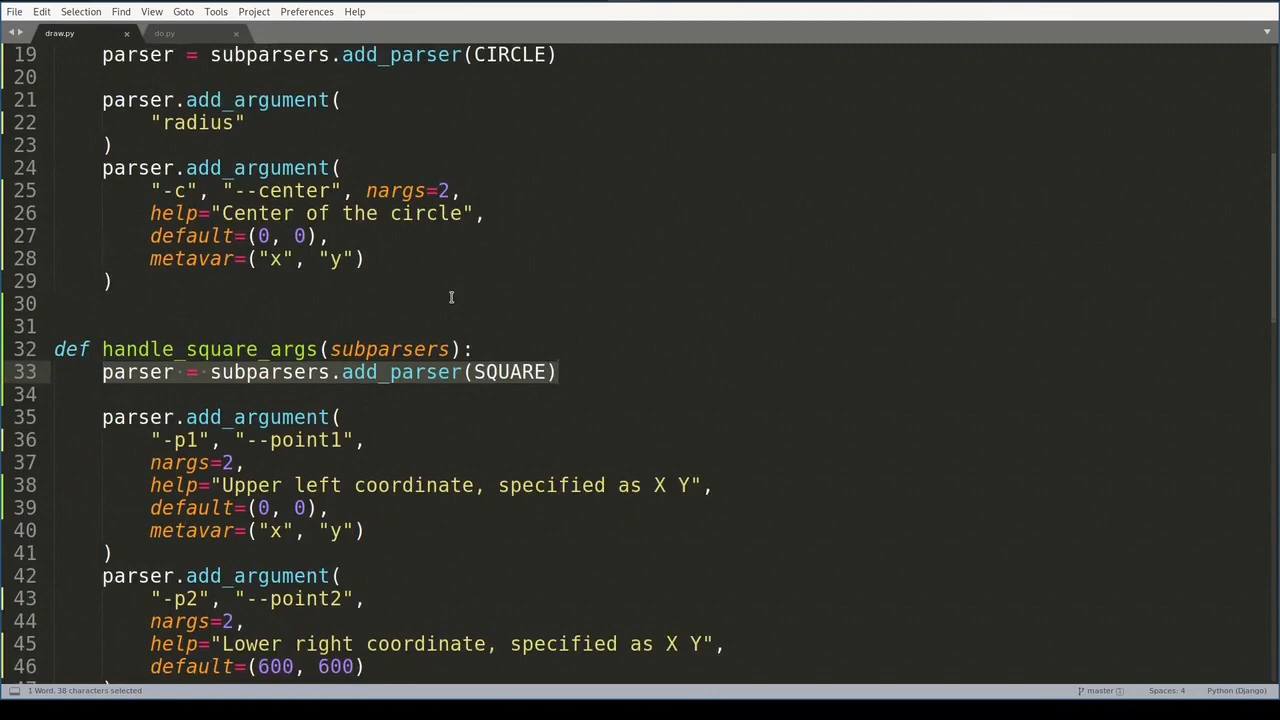 File Edit Selection Find View Goto Tools Project Preferences Help
draw.py × do.py ×
19 parser = subparsers.add_parser(CIRCLE)
20
21 parser.add_argument(
22 "radius"
23 )
24 parser.add_argument(
25 "-c", "--center", nargs=2,
26 help="Center of the circle",
27 default=(0, 0),
28 metavar=("x", "y")
29 )
30
31
32 def handle_square_args(subparsers):
33 parser = subparsers.add_parser(SQUARE)
34
35 parser.add_argument(
36 "-p1", "--point1",
37 nargs=2,
38 help="Upper left coordinate, specified as X Y",
39 default=(0, 0),
40 metavar=("x", "y")
41 )
42 parser.add_argument(
43 "-p2", "--point2",
44 nargs=2,
45 help="Lower right coordinate, specified as X Y",
46 default=(600, 600)
1 Word, 38 characters selected master 1 Spaces: 4 Python (Django)